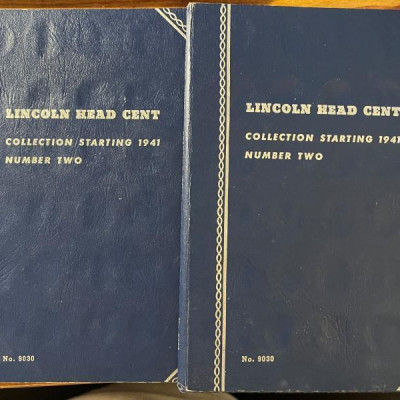 LINCOLN HEAD CENT
COLLECTION STARTING 1941
NUMBER TWO
No. 9030
LINCOLN HEAD CENT
COLLECTION STARTING 1941
NUMBER TWO
No. 9030